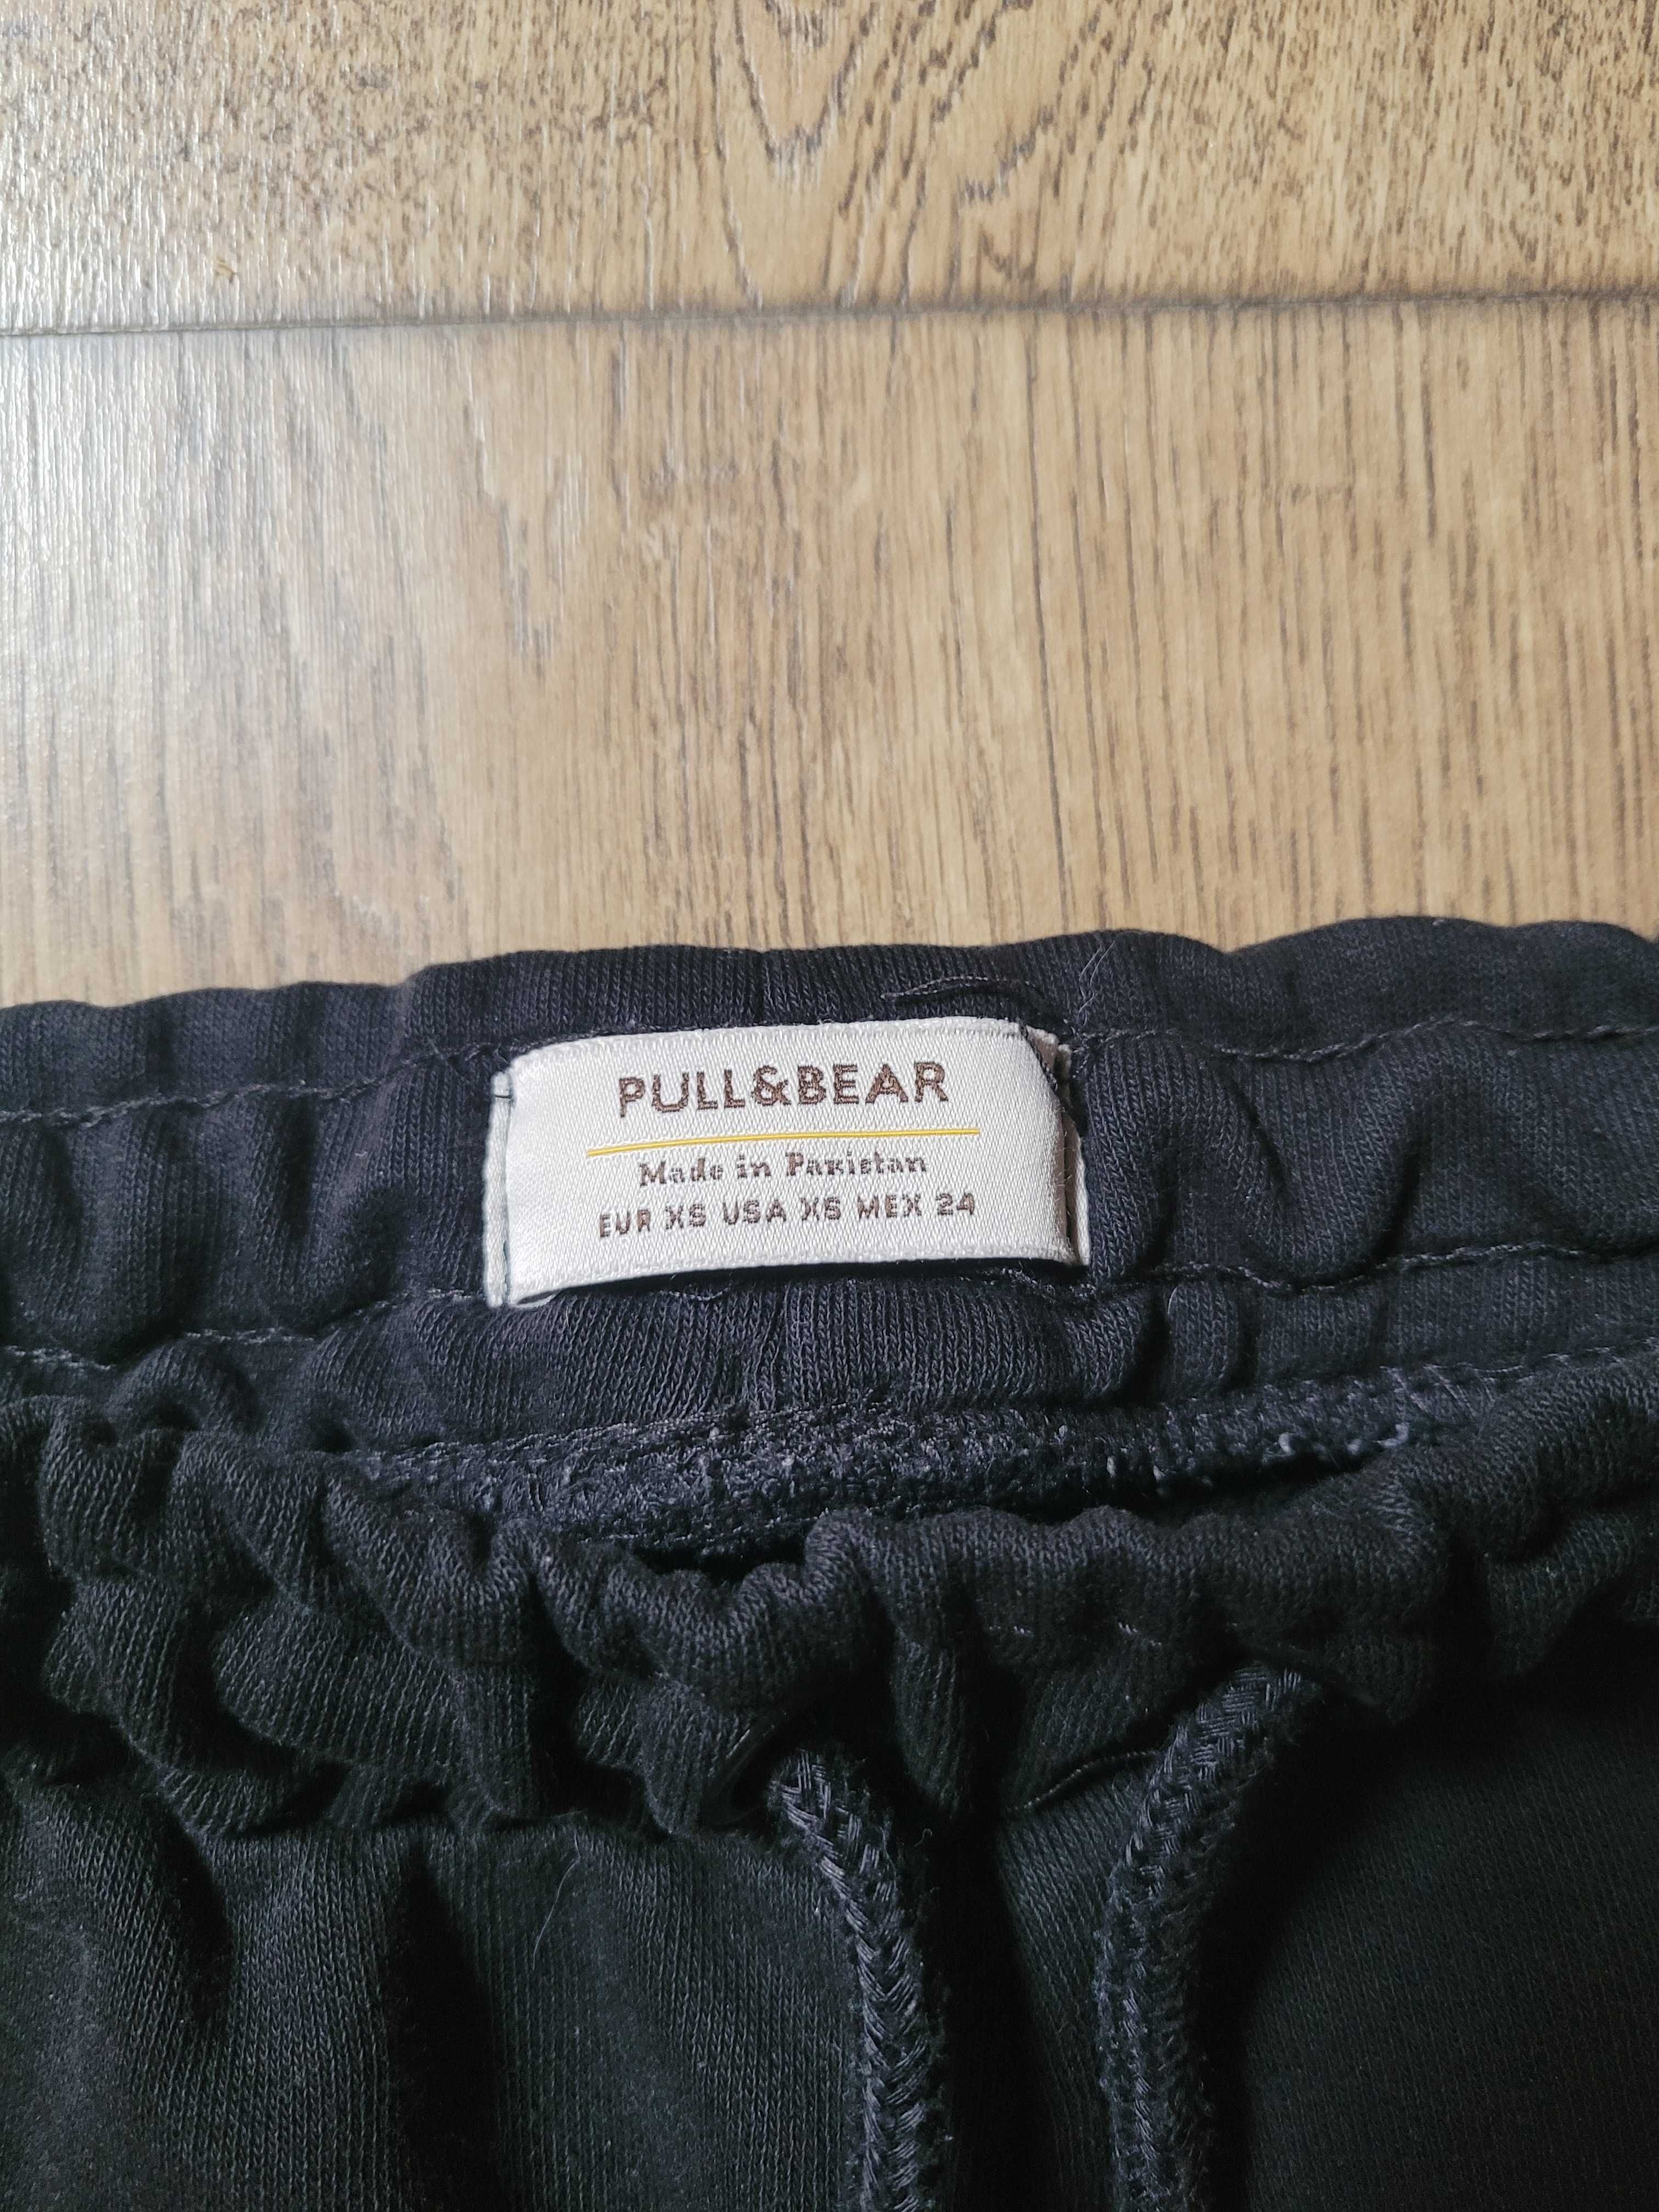 PULL&BEAR
Made in Pakistan
EUR XS USA XS MEX 24